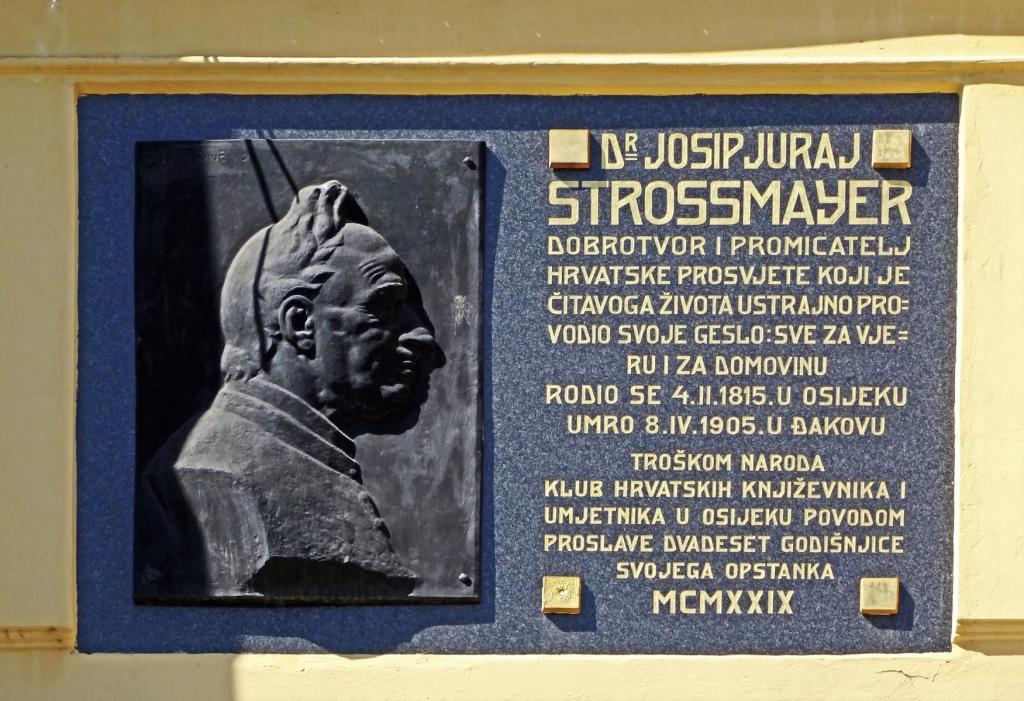 DR JOSIP JURAJ
STROSSMAYER
DOBROTVOR I PROMICATELJ
HRVATSKE PROSVJETE KOJI JE
ČITAVOGA ŽIVOTA USTRAJNO PRO=
VODIO SVOJE GESLO: SVE ZA VJE=
RU I ZA DOMOVINU
RODIO SE 4.II.1815. U OSIJEKU
UMRO 8.IV.1905. U ĐAKOVU
TROŠKOM NARODA
KLUB HRVATSKIH KNJIŽEVNIKA I
UMJETNIKA U OSIJEKU POVODOM
PROSLAVE DVADESET GODIŠNJICE
SVOJEGA OPSTANKA
MCMXXIX